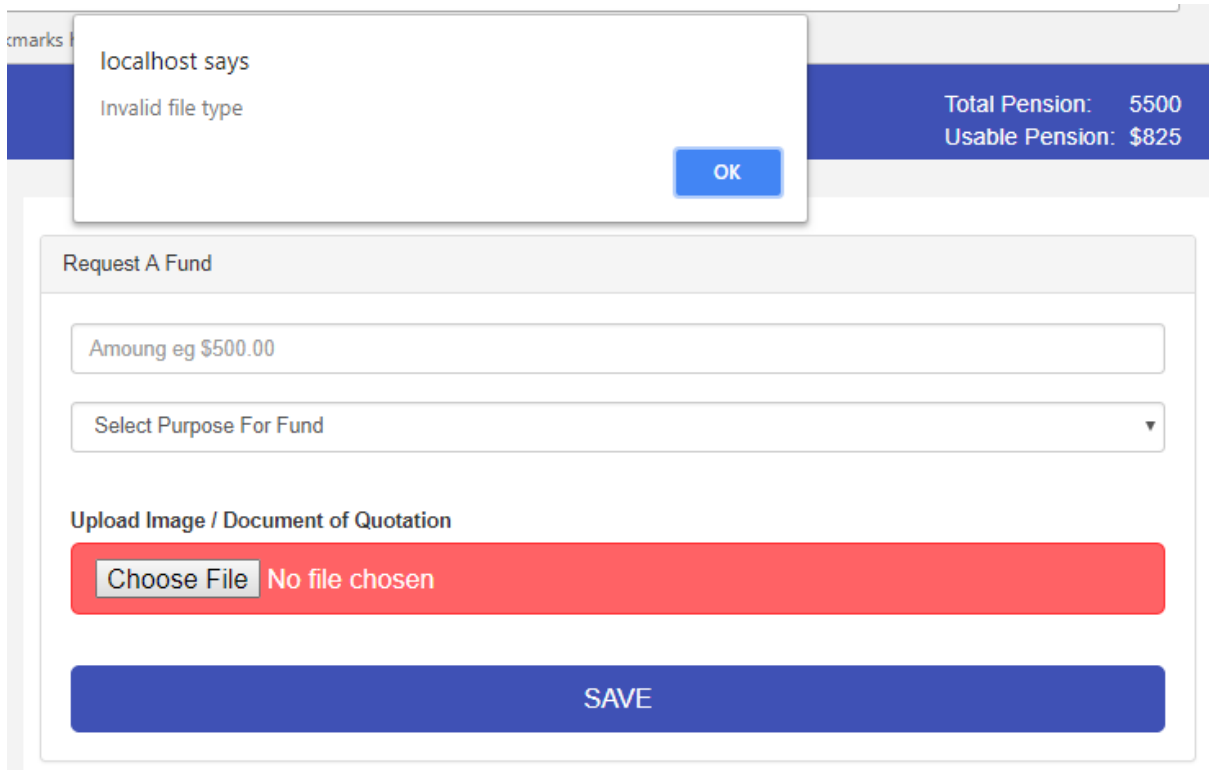 kmarks
localhost says
Invalid file type
OK
Total Pension: 5500
Usable Pension: $825
Request A Fund
Amoung eg $500.00
Select Purpose For Fund
Upload Image / Document of Quotation
Choose File No file chosen
SAVE